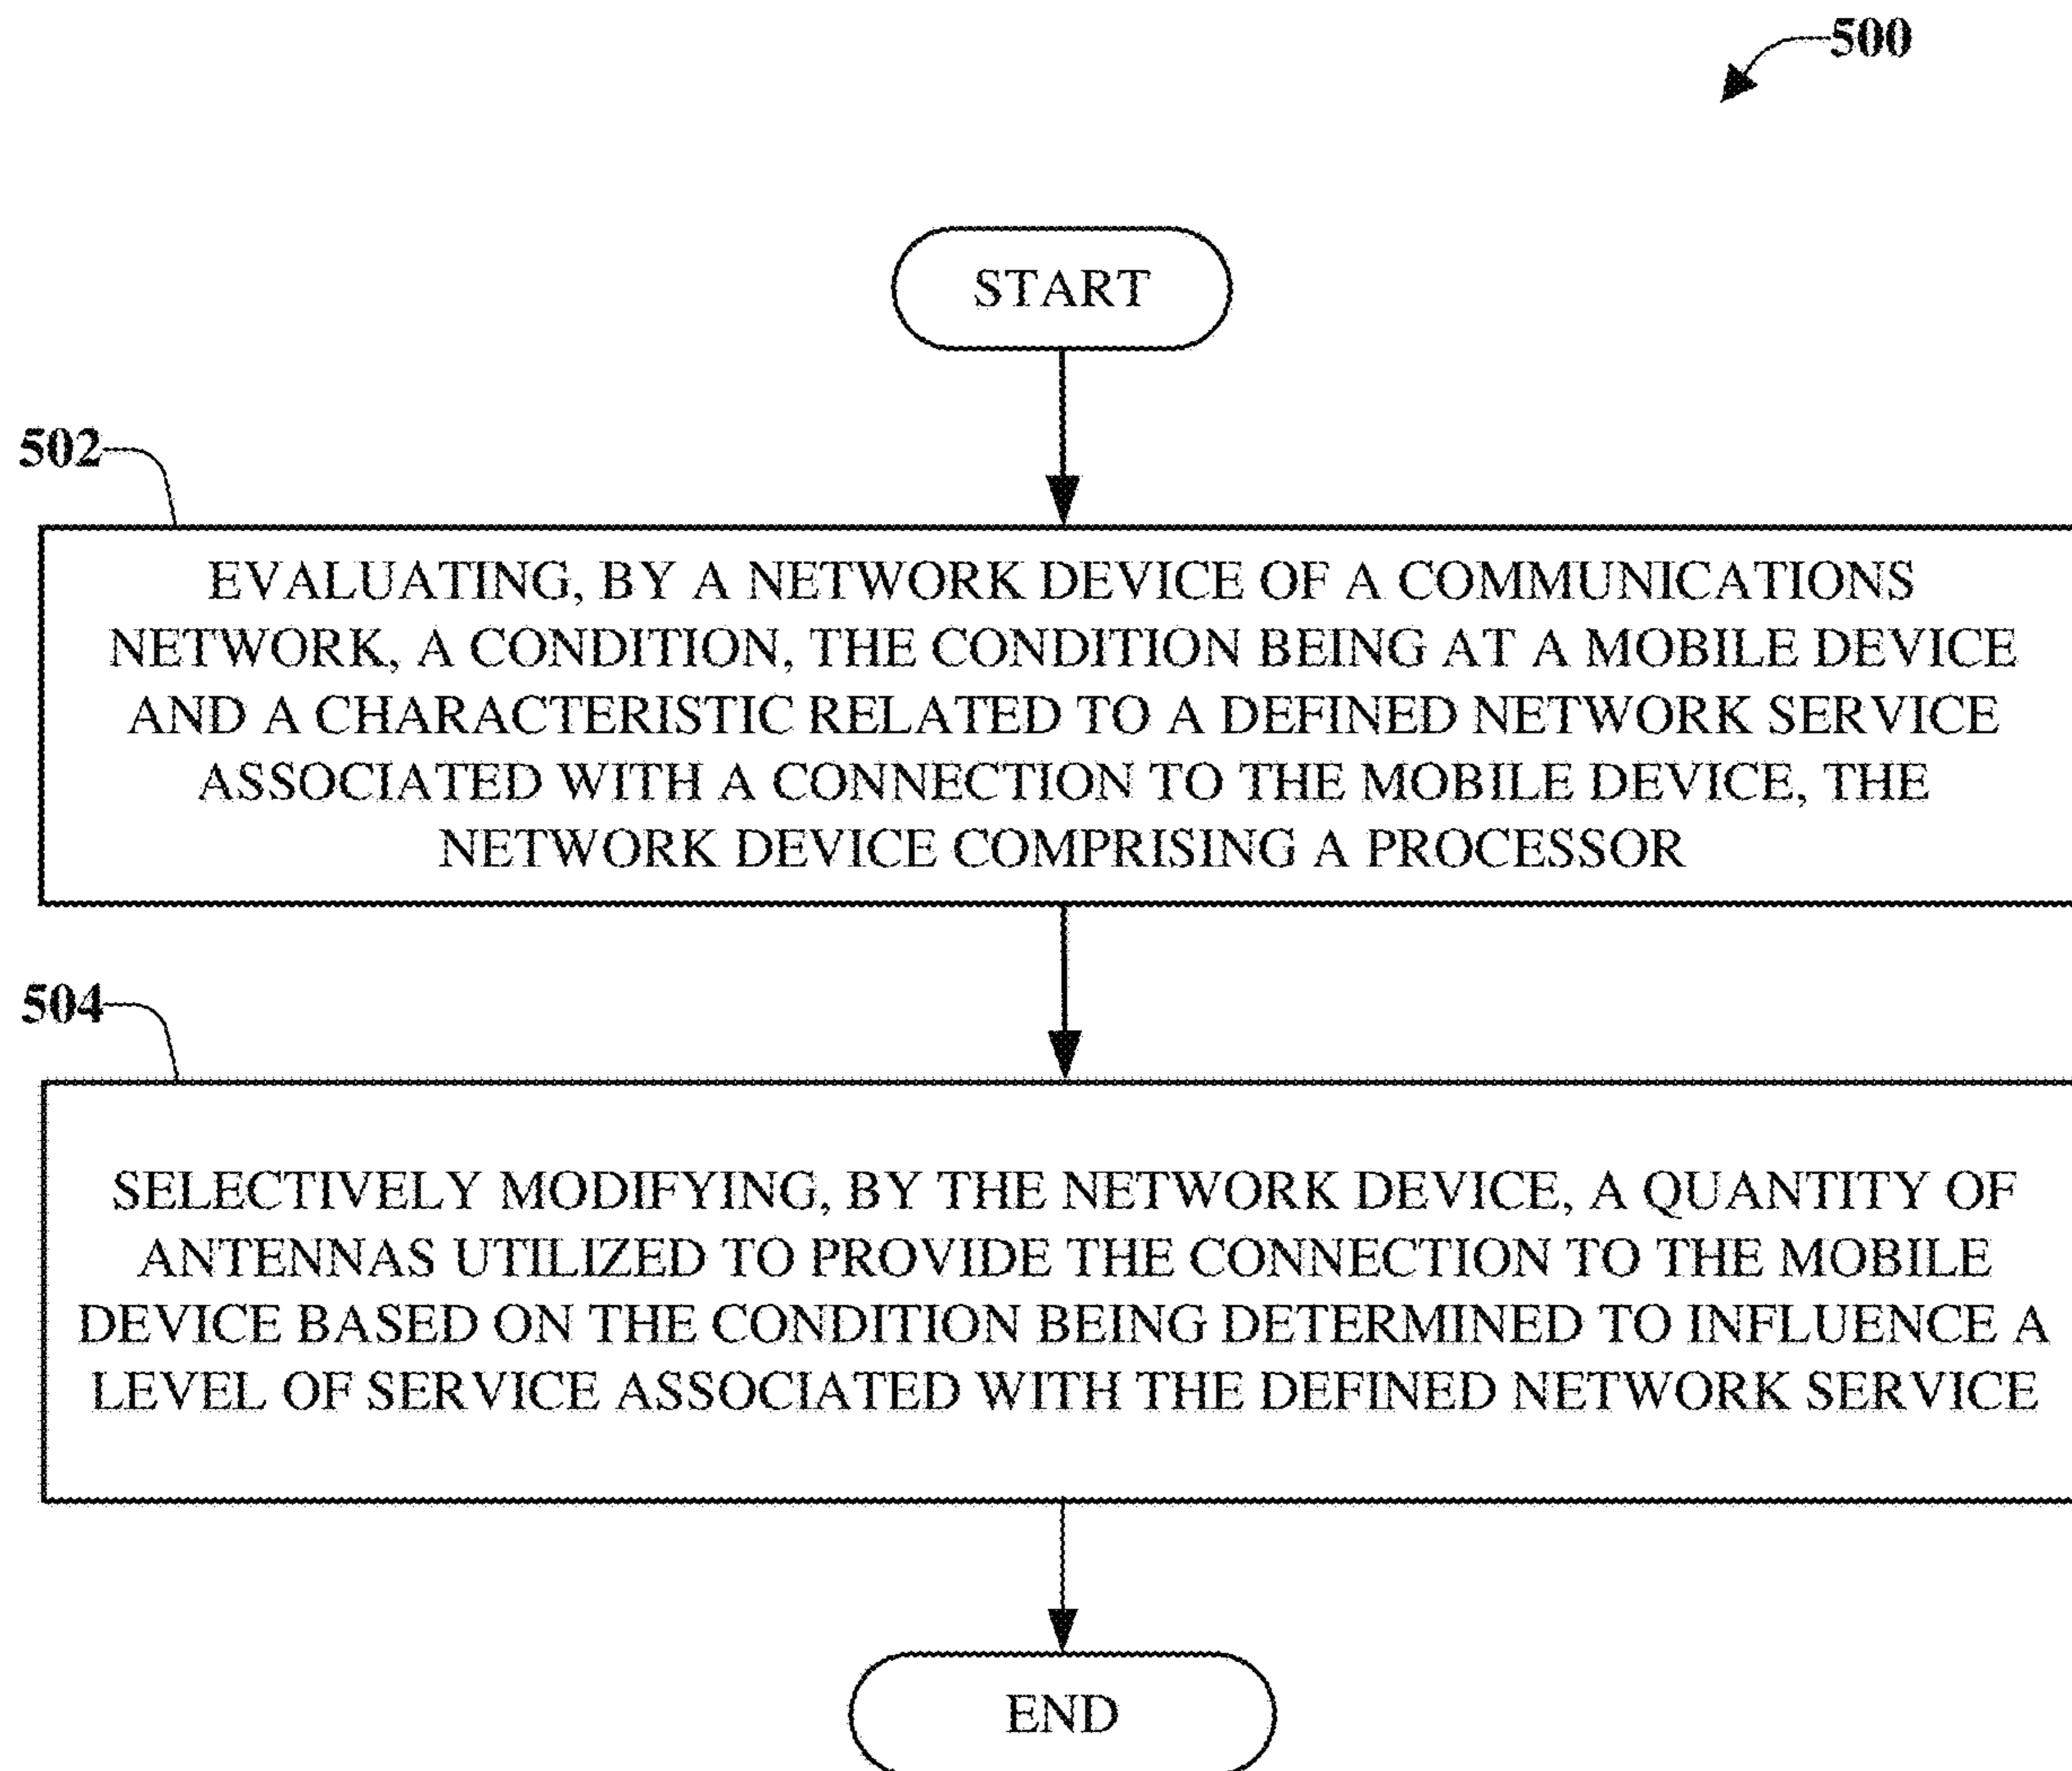 500
START
502
EVALUATING, BY A NETWORK DEVICE OF A COMMUNICATIONS
NETWORK, A CONDITION, THE CONDITION BEING AT A MOBILE DEVICE
AND A CHARACTERISTIC RELATED TO A DEFINED NETWORK SERVICE
ASSOCIATED WITH A CONNECTION TO THE MOBILE DEVICE, THE
NETWORK DEVICE COMPRISING A PROCESSOR
504
SELECTIVELY MODIFYING, BY THE NETWORK DEVICE, A QUANTITY OF
ANTENNAS UTILIZED TO PROVIDE THE CONNECTION TO THE MOBILE
DEVICE BASED ON THE CONDITION BEING DETERMINED TO INFLUENCE A
LEVEL OF SERVICE ASSOCIATED WITH THE DEFINED NETWORK SERVICE
END